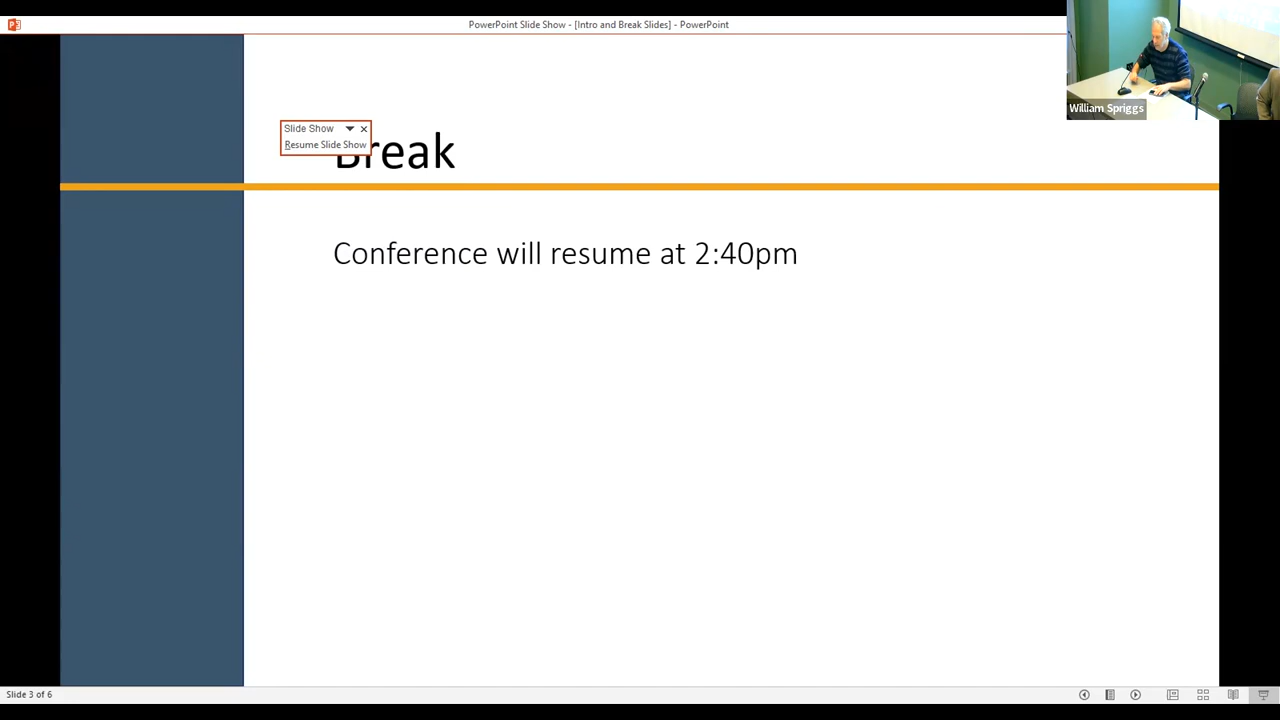 PowerPoint Slide Show - [Intro and Break Slides] - PowerPoint
William Spriggs
Slide Show
Resume Slide Show
Break
Conference will resume at 2:40pm
Slide 3 of 6